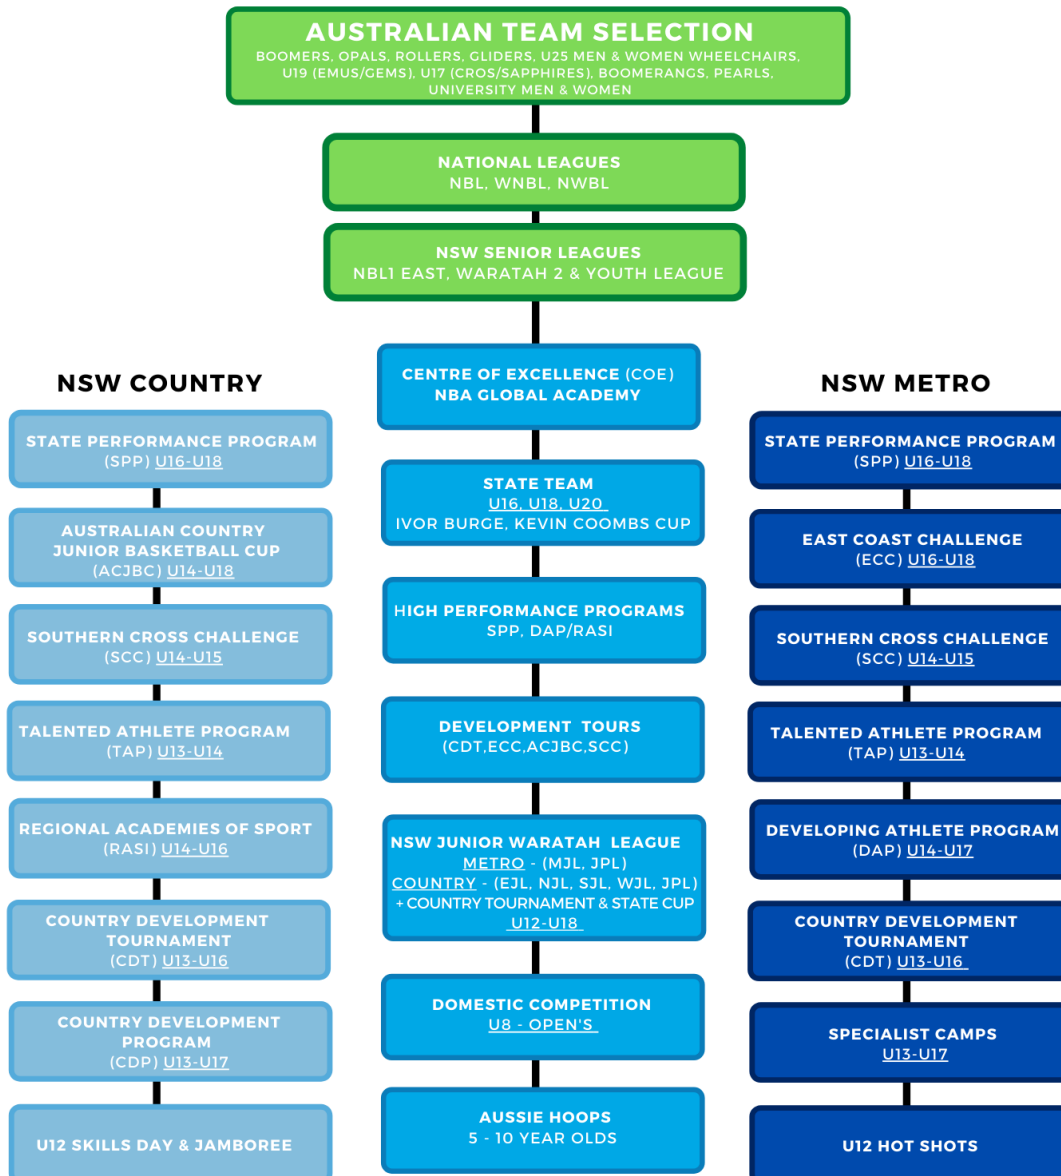 AUSTRALIAN TEAM SELECTION
BOOMERS, OPALS, ROLLERS, GLIDERS, U25 MEN & WOMEN WHEELCHAIRS,
U19 (EMUS/GEMS), U17 (CROS/SAPPHIRES), BOOMERANGS, PEARLS,
UNIVERSITY MEN & WOMEN
NATIONAL LEAGUES
NBL, WNBL, NWBL
NSW SENIOR LEAGUES
NBL1 EAST, WARATAH 2 & YOUTH LEAGUE
NSW COUNTRY
STATE PERFORMANCE PROGRAM
(SPP) U16-U18
AUSTRALIAN COUNTRY
JUNIOR BASKETBALL CUP
(ACJBC) U14-U18
SOUTHERN CROSS CHALLENGE
(SCC) U14-U15
TALENTED ATHLETE PROGRAM
(TAP) U13-U14
REGIONAL ACADEMIES OF SPORT
(RASI) U14-U16
COUNTRY DEVELOPMENT
TOURNAMENT
(CDT) U13-U16
COUNTRY DEVELOPMENT
PROGRAM
(CDP) U13-U17
U12 SKILLS DAY & JAMBOREE
CENTRE OF EXCELLENCE (COE)
NBA GLOBAL ACADEMY
STATE TEAM
U16, U18, U20
IVOR BURGE, KEVIN COOMBS CUP
HIGH PERFORMANCE PROGRAMS
SPP, DAP/RASI
DEVELOPMENT TOURS
(CDT,ECC,ACJBC,SCC)
NSW JUNIOR WARATAH LEAGUE
METRO - (MJL, JPL)
COUNTRY - (EJL, NJL, SJL, WJL, JPL)
+ COUNTRY TOURNAMENT & STATE CUP
U12-U18
DOMESTIC COMPETITION
U8 - OPEN'S
AUSSIE HOOPS
5 - 10 YEAR OLDS
NSW METRO
STATE PERFORMANCE PROGRAM
(SPP) U16-U18
EAST COAST CHALLENGE
(ECC) U16-U18
SOUTHERN CROSS CHALLENGE
(SCC) U14-U15
TALENTED ATHLETE PROGRAM
(TAP) U13-U14
DEVELOPING ATHLETE PROGRAM
(DAP) U14-U17
COUNTRY DEVELOPMENT
TOURNAMENT
(CDT) U13-U16
SPECIALIST CAMPS
U13-U17
U12 HOT SHOTS